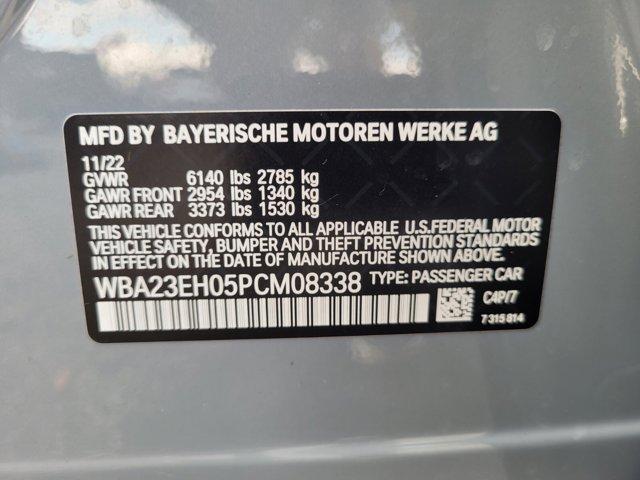 MFD BY BAYERISCHE MOTOREN WERKE AG
11/22
GVWR 6140 lbs 2785 kg
GAWR FRONT 2954 lbs 1340 kg
GAWR REAR 3373 lbs 1530 kg
THIS VEHICLE CONFORMS TO ALL APPLICABLE U.S.FEDERAL MOTOR
VEHICLE SAFETY, BUMPER AND THEFT PREVENTION STANDARDS
IN EFFECT ON THE DATE OF MANUFACTURE SHOWN ABOVE.
WBA23EH05PCM08338 TYPE: PASSENGER CAR
C4P/7
7 315 814